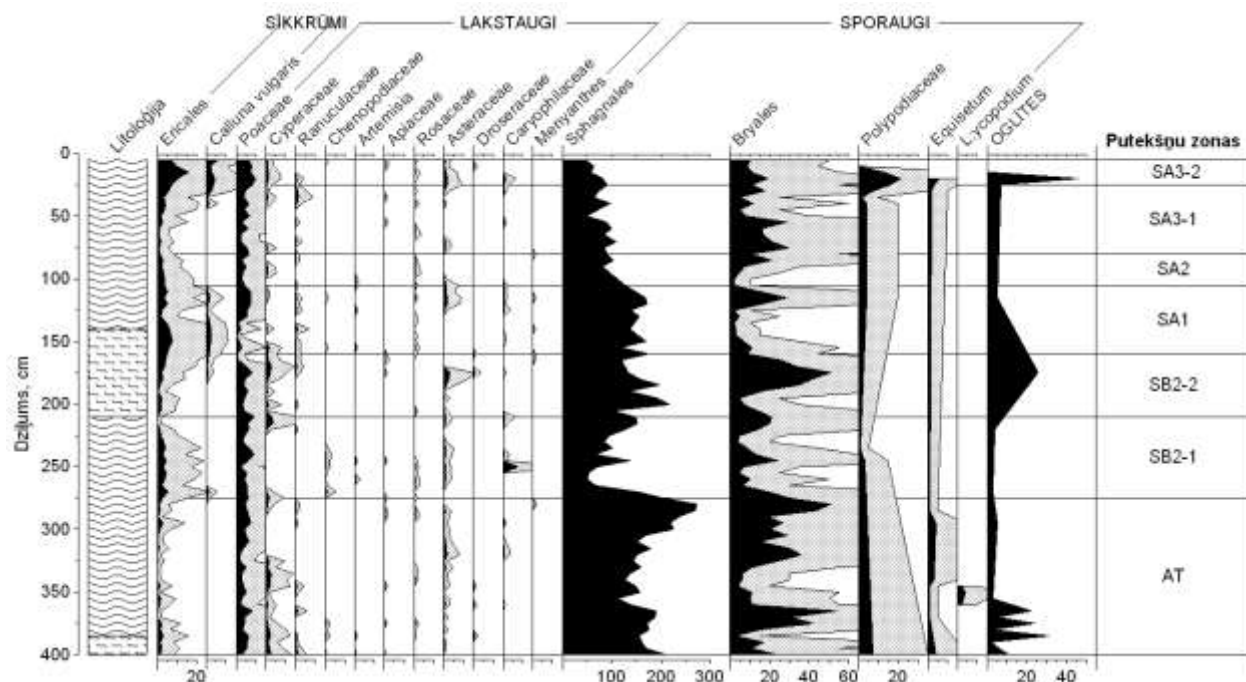 SĪKKRŪMI LAKSTAUGI SPORAUGI
Litoloģija
Ericales
Calluna vulgaris
Poaceae
Cyperaceae
Ranunculaceae
Chenopodiaceae
Artemisia
Apiaceae
Rosaceae
Asteraceae
Droseraceae
Caryophilaceae
Menyanthes
Sphagnales
Bryales
Polypodiaceae
Equisetum
Lycopodium
OGLĪTES
Putekšņu zonas
Dziļums, cm
0
50
100
150
200
250
300
350
400
SA3-2
SA3-1
SA2
SA1
SB2-2
SB2-1
AT
20 100 200 300 20 40 60 20 20 40